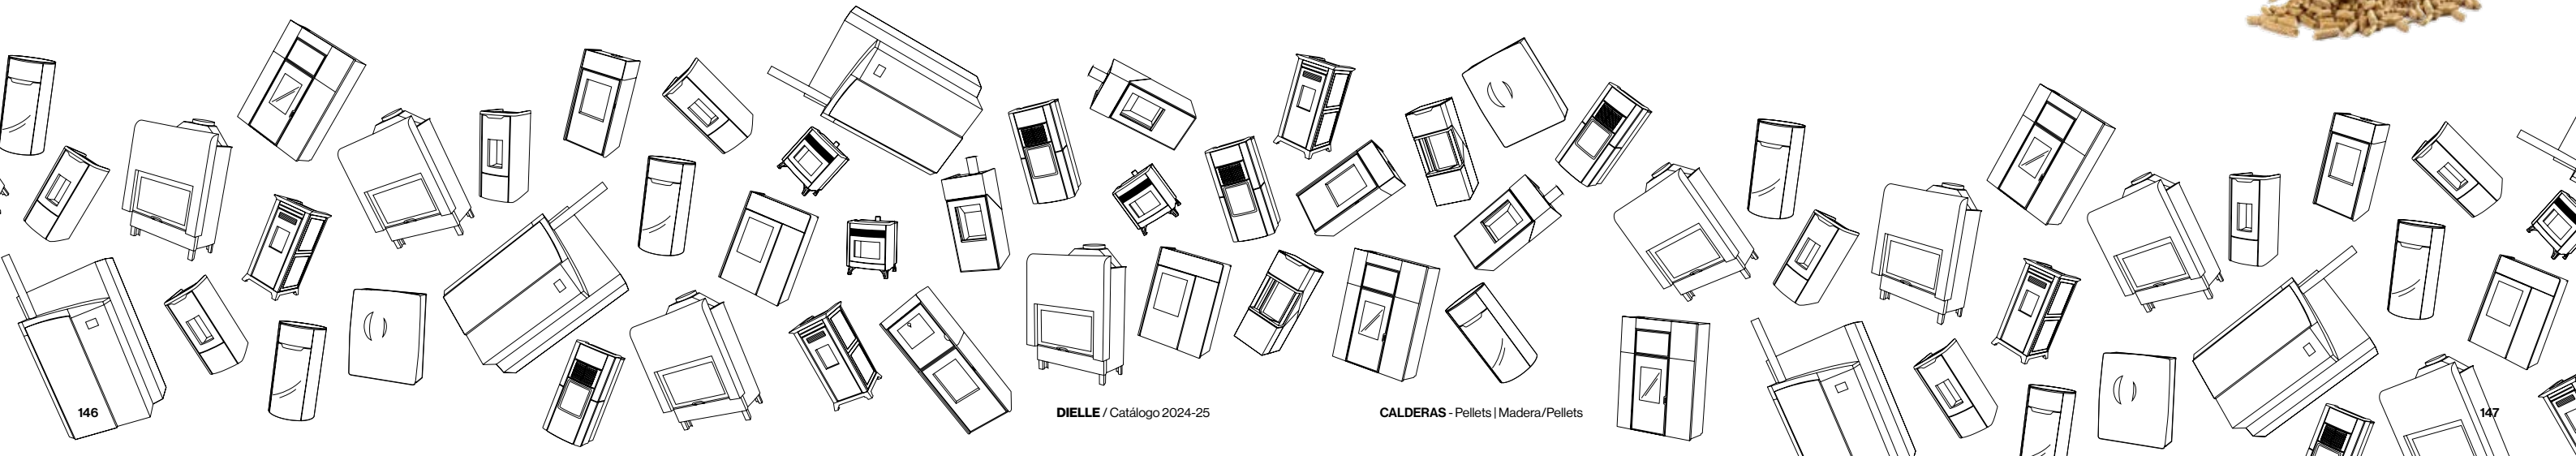 146
DIELLE / Catálogo 2024-25
CALDERAS - Pellets | Madera/Pellets
147